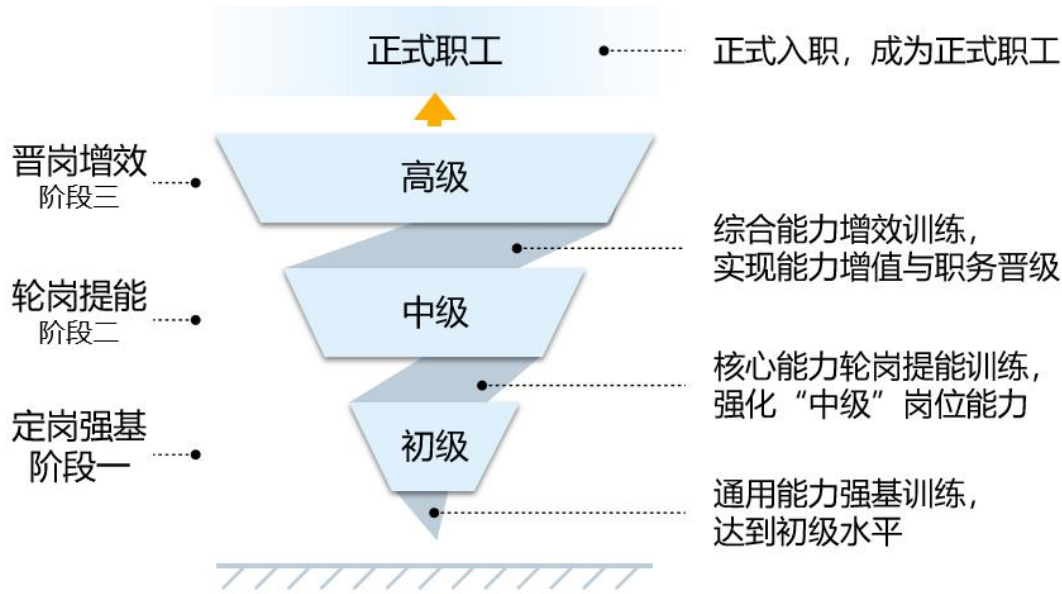 正式职工
正式入职，成为正式职工
晋岗增效
阶段三
高级
综合能力增效训练，
实现能力增值与职务晋级
轮岗提能
阶段二
中级
核心能力轮岗提能训练，
强化“中级”岗位能力
定岗强基
阶段一
初级
通用能力强基训练，
达到初级水平